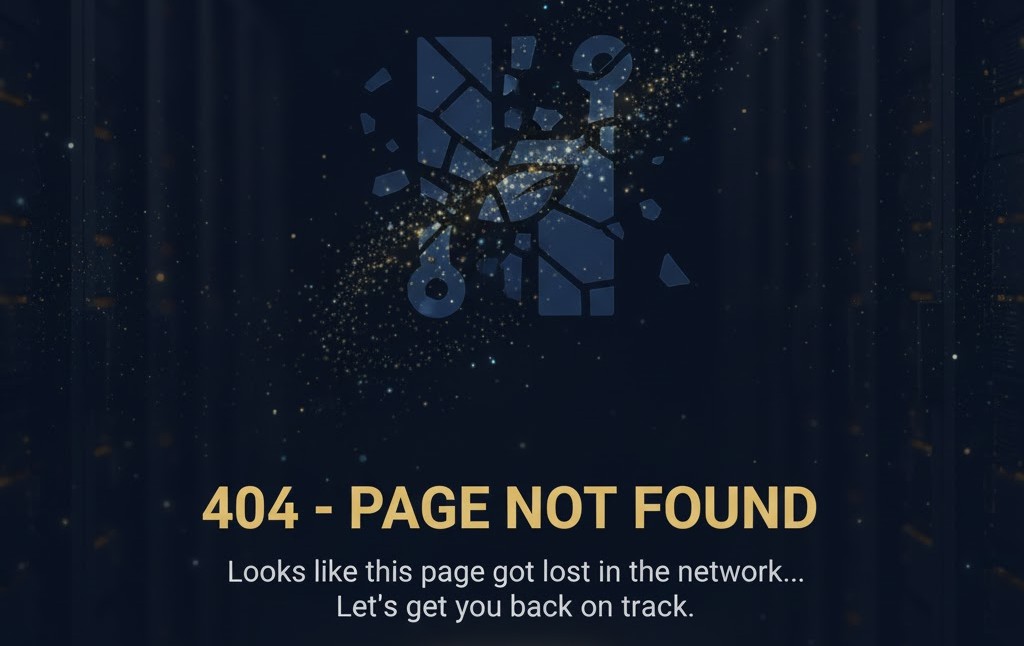 404 - PAGE NOT FOUND
Looks like this page got lost in the network...
Let's get you back on track.